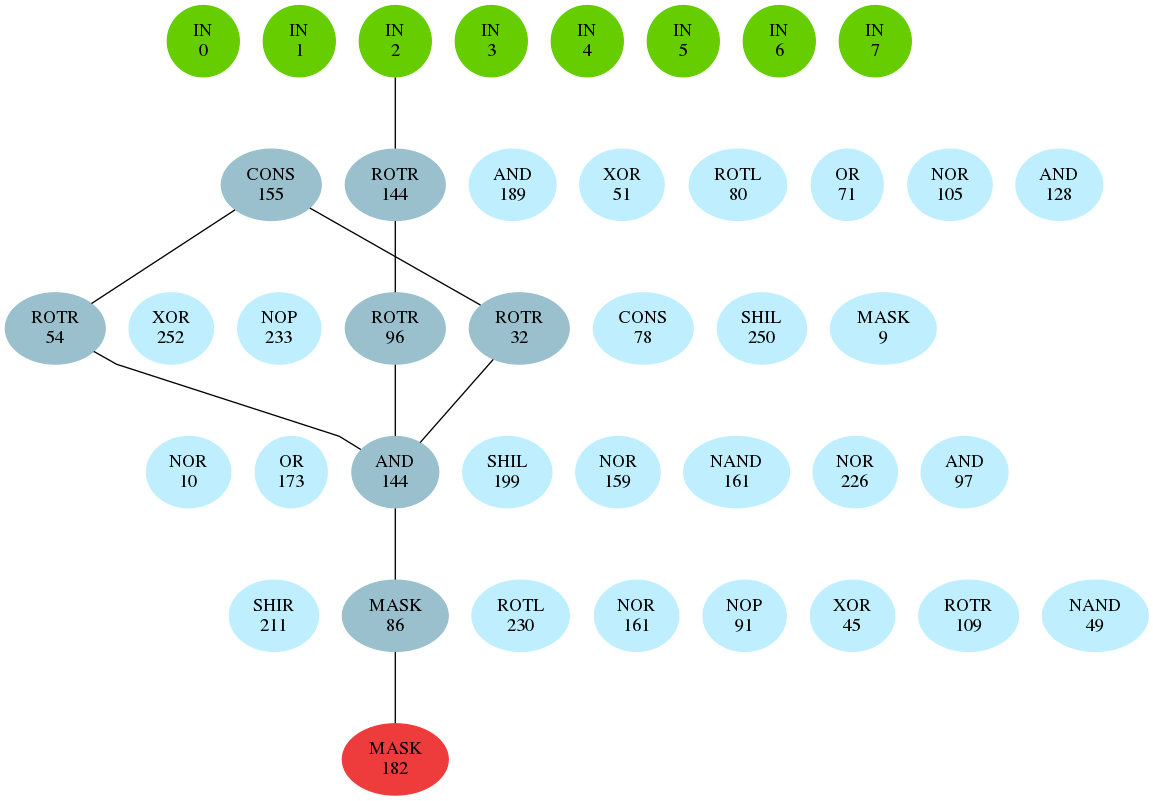 IN
0
IN
1
IN
2
IN
3
IN
4
IN
5
IN
6
IN
7
CONS
155
ROTR
144
AND
189
XOR
51
ROTL
80
OR
71
NOR
105
AND
128
ROTR
54
XOR
252
NOP
233
ROTR
96
ROTR
32
CONS
78
SHIL
250
MASK
9
NOR
10
OR
173
AND
144
SHIL
199
NOR
159
NAND
161
NOR
226
AND
97
SHIR
211
MASK
86
ROTL
230
NOR
161
NOP
91
XOR
45
ROTR
109
NAND
49
MASK
182